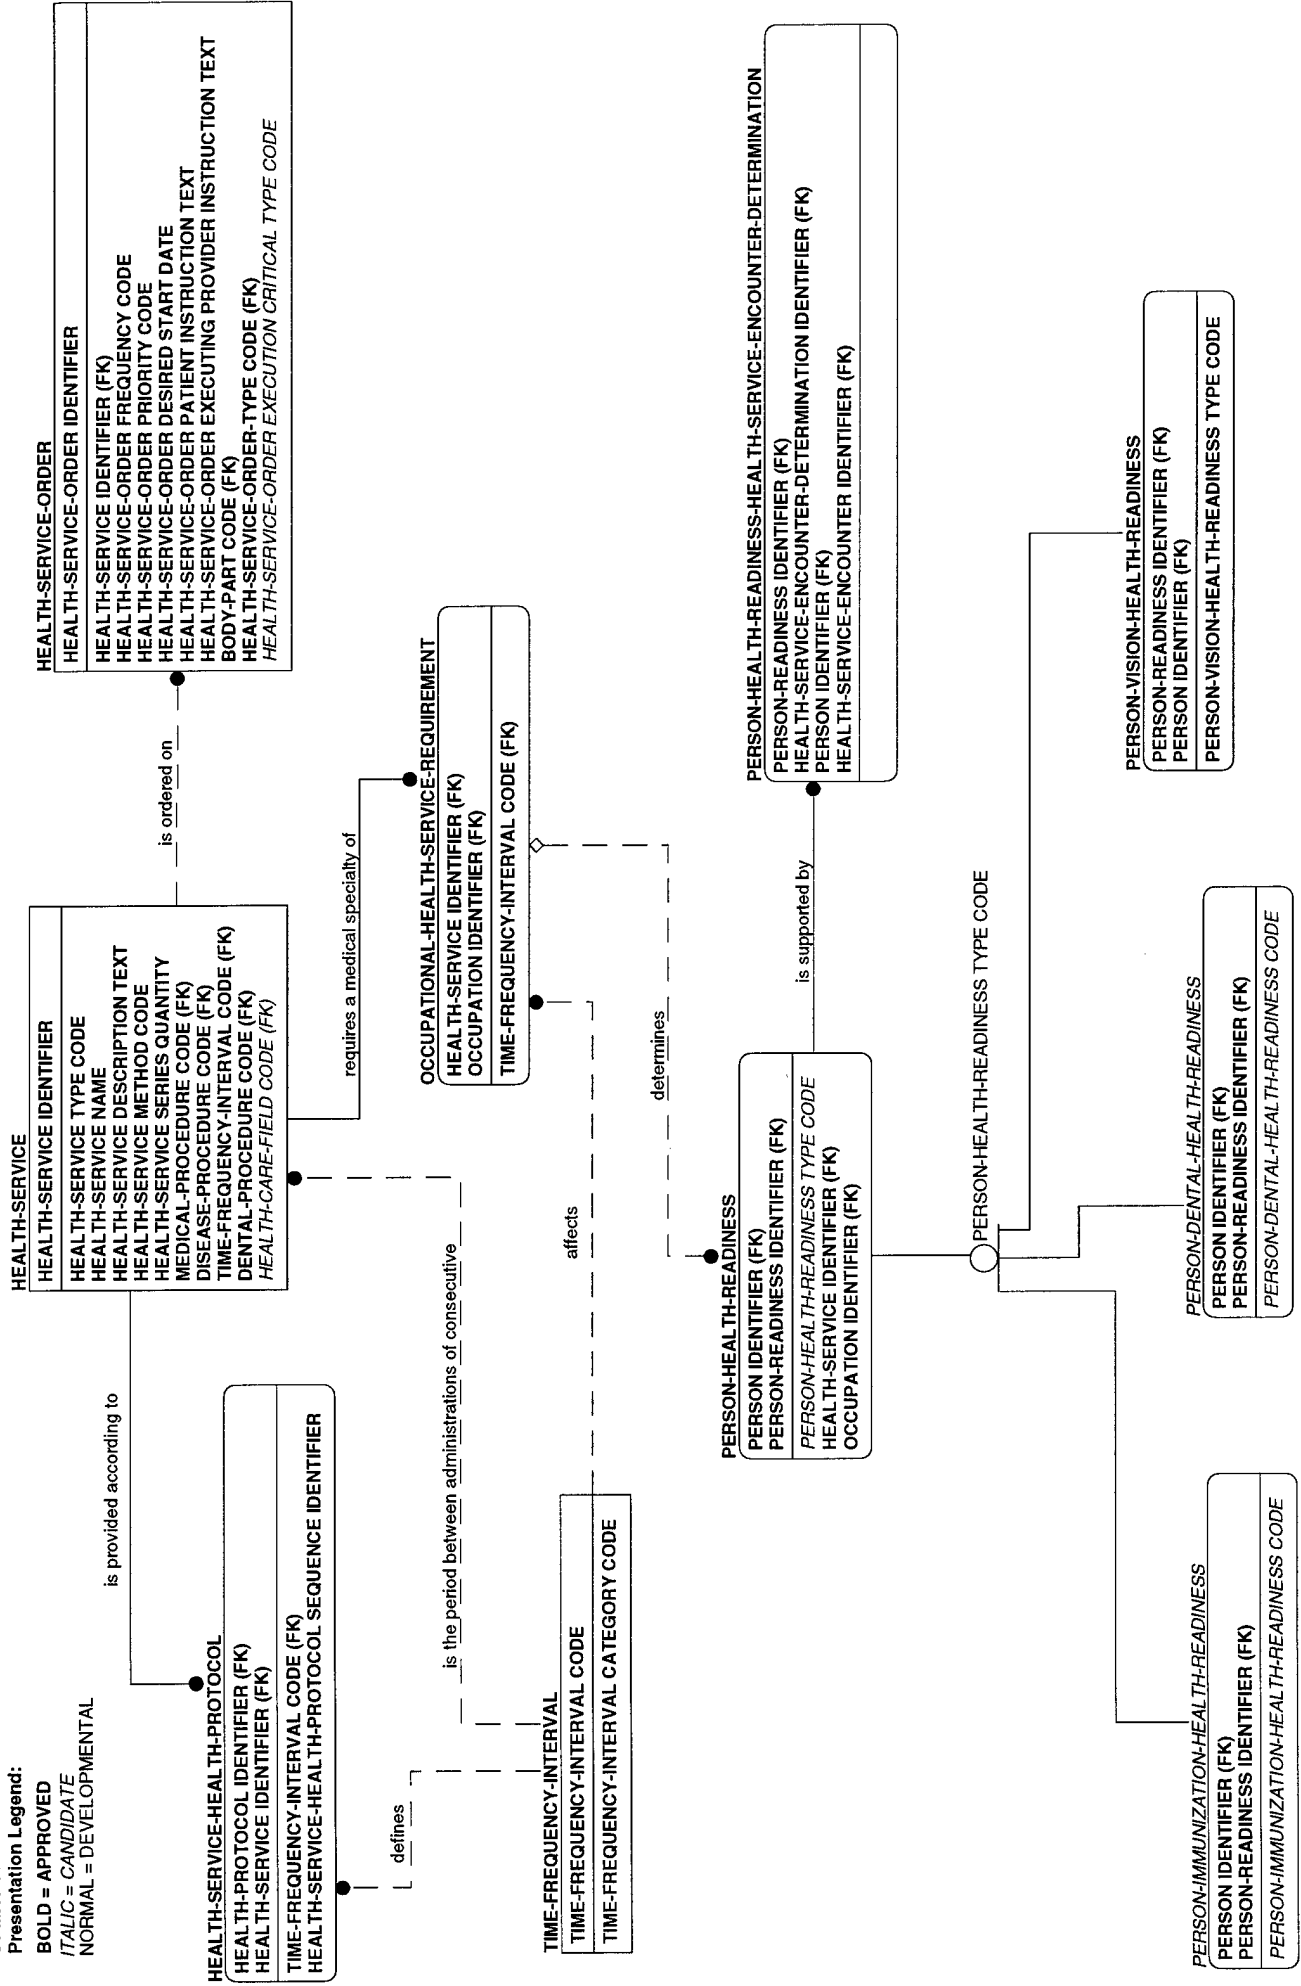 Presentation Legend:
BOLD = APPROVED
ITALIC = CANDIDATE
NORMAL = DEVELOPMENTAL
HEALTH-SERVICE
HEALTH-SERVICE IDENTIFIER
HEALTH-SERVICE TYPE CODE
HEALTH-SERVICE NAME
HEALTH-SERVICE DESCRIPTION TEXT
HEALTH-SERVICE METHOD CODE
HEALTH-SERVICE SERIES QUANTITY
MEDICAL-PROCEDURE CODE (FK)
DISEASE-PROCEDURE CODE (FK)
TIME-FREQUENCY-INTERVAL CODE (FK)
DENTAL-PROCEDURE CODE (FK)
HEALTH-CARE-FIELD CODE (FK)
is ordered on
HEALTH-SERVICE-ORDER
HEALTH-SERVICE-ORDER IDENTIFIER
HEALTH-SERVICE IDENTIFIER (FK)
HEALTH-SERVICE-ORDER FREQUENCY CODE
HEALTH-SERVICE-ORDER PRIORITY CODE
HEALTH-SERVICE-ORDER DESIRED START DATE
HEALTH-SERVICE-ORDER PATIENT INSTRUCTION TEXT
HEALTH-SERVICE-ORDER EXECUTING PROVIDER INSTRUCTION TEXT
BODY-PART CODE (FK)
HEALTH-SERVICE-ORDER-TYPE CODE (FK)
HEALTH-SERVICE-ORDER EXECUTION CRITICAL TYPE CODE
is provided according to
HEALTH-SERVICE-HEALTH-PROTOCOL
HEALTH-PROTOCOL IDENTIFIER (FK)
HEALTH-SERVICE IDENTIFIER (FK)
TIME-FREQUENCY-INTERVAL CODE (FK)
HEALTH-SERVICE-HEALTH-PROTOCOL SEQUENCE IDENTIFIER
requires a medical specialty of
OCCUPATIONAL-HEALTH-SERVICE-REQUIREMENT
HEALTH-SERVICE IDENTIFIER (FK)
OCCUPATION IDENTIFIER (FK)
TIME-FREQUENCY-INTERVAL CODE (FK)
defines
is the period between administrations of consecutive
TIME-FREQUENCY-INTERVAL
TIME-FREQUENCY-INTERVAL CODE
TIME-FREQUENCY-INTERVAL CATEGORY CODE
affects
determines
PERSON-HEALTH-READINESS
PERSON IDENTIFIER (FK)
PERSON-READINESS IDENTIFIER (FK)
PERSON-HEALTH-READINESS TYPE CODE
HEALTH-SERVICE IDENTIFIER (FK)
OCCUPATION IDENTIFIER (FK)
is supported by
PERSON-HEALTH-READINESS-HEALTH-SERVICE-ENCOUNTER-DETERMINATION
PERSON-READINESS IDENTIFIER (FK)
HEALTH-SERVICE-ENCOUNTER-DETERMINATION IDENTIFIER (FK)
PERSON IDENTIFIER (FK)
HEALTH-SERVICE-ENCOUNTER IDENTIFIER (FK)
PERSON-HEALTH-READINESS TYPE CODE
PERSON-IMMUNIZATION-HEALTH-READINESS
PERSON IDENTIFIER (FK)
PERSON-READINESS IDENTIFIER (FK)
PERSON-IMMUNIZATION-HEALTH-READINESS CODE
PERSON-DENTAL-HEALTH-READINESS
PERSON IDENTIFIER (FK)
PERSON-READINESS IDENTIFIER (FK)
PERSON-DENTAL-HEALTH-READINESS CODE
PERSON-VISION-HEALTH-READINESS
PERSON-READINESS IDENTIFIER (FK)
PERSON IDENTIFIER (FK)
PERSON-VISION-HEALTH-READINESS TYPE CODE